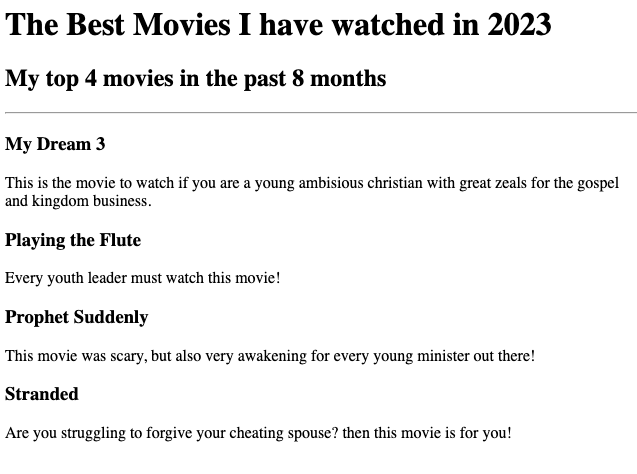 The Best Movies I have watched in 2023
My top 4 movies in the past 8 months
My Dream 3
This is the movie to watch if you are a young ambisious christian with great zeals for the gospel
and kingdom business.
Playing the Flute
Every youth leader must watch this movie!
Prophet Suddenly
This movie was scary, but also very awakening for every young minister out there!
Stranded
Are you struggling to forgive your cheating spouse? then this movie is for you!